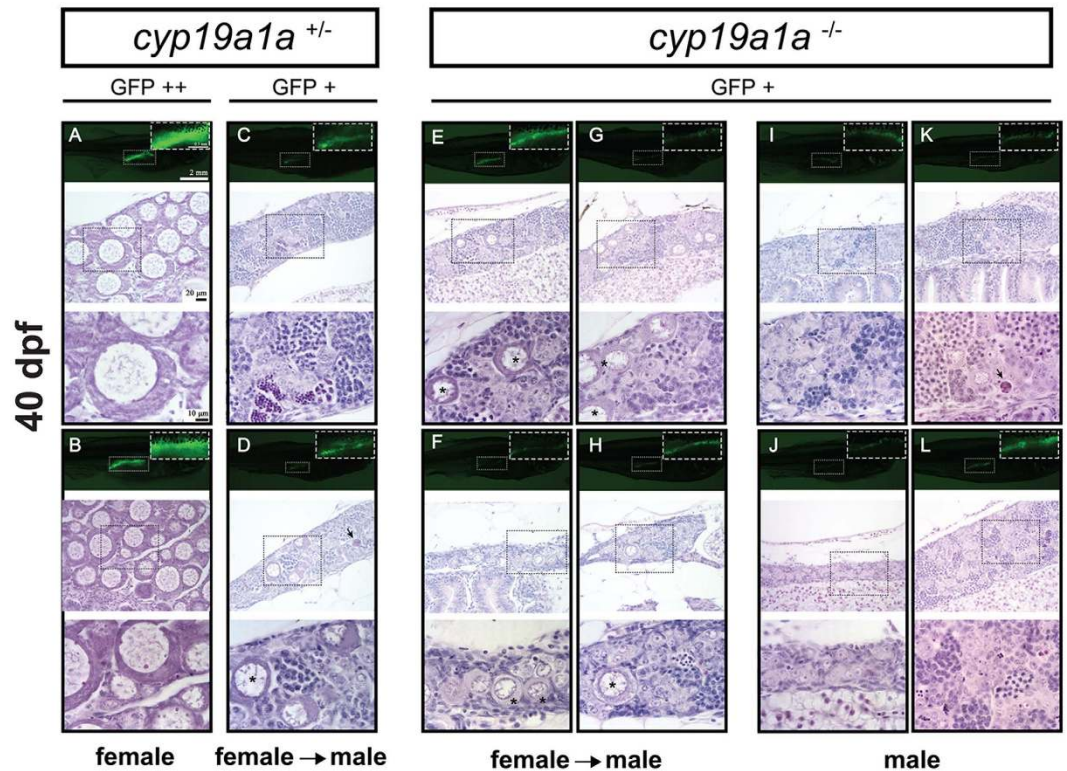 cyp19a1a +/-
cyp19a1a -/-
GFP ++
GFP +
GFP +
40 dpf
A
C
E
G
I
K
2 mm
20 µm
10 µm
*
*
*
*
B
D
F
H
J
L
*
*
*
*
female
female → male
female → male
male